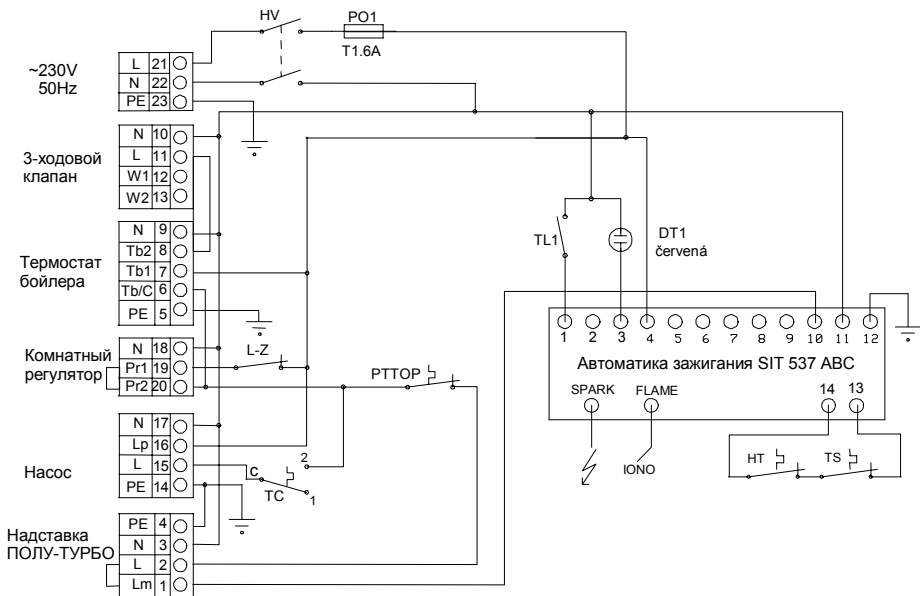 HV
PO1
T1.6A
~230V
50Hz
L 21
N 22
PE 23
3-ходовой
клапан
N 10
L 11
W1 12
W2 13
Термостат
бойлера
N 9
Tb2 8
Tb1 7
Tb/C 6
PE 5
Комнатный
регулятор
N 18
Pr1 19
Pr2 20
L-Z
PTTOP
Насос
N 17
Lp 16
L 15
PE 14
C
TC
2
1
Надставка
ПОЛУ-ТУРБО
PE 4
N 3
L 2
Lm 1
TL1
DT1
červená
1 2 3 4 5 6 7 8 9 10 11 12
Автоматика зажигания SIT 537 ABC
SPARK FLAME
14 13
IONO
HT TS